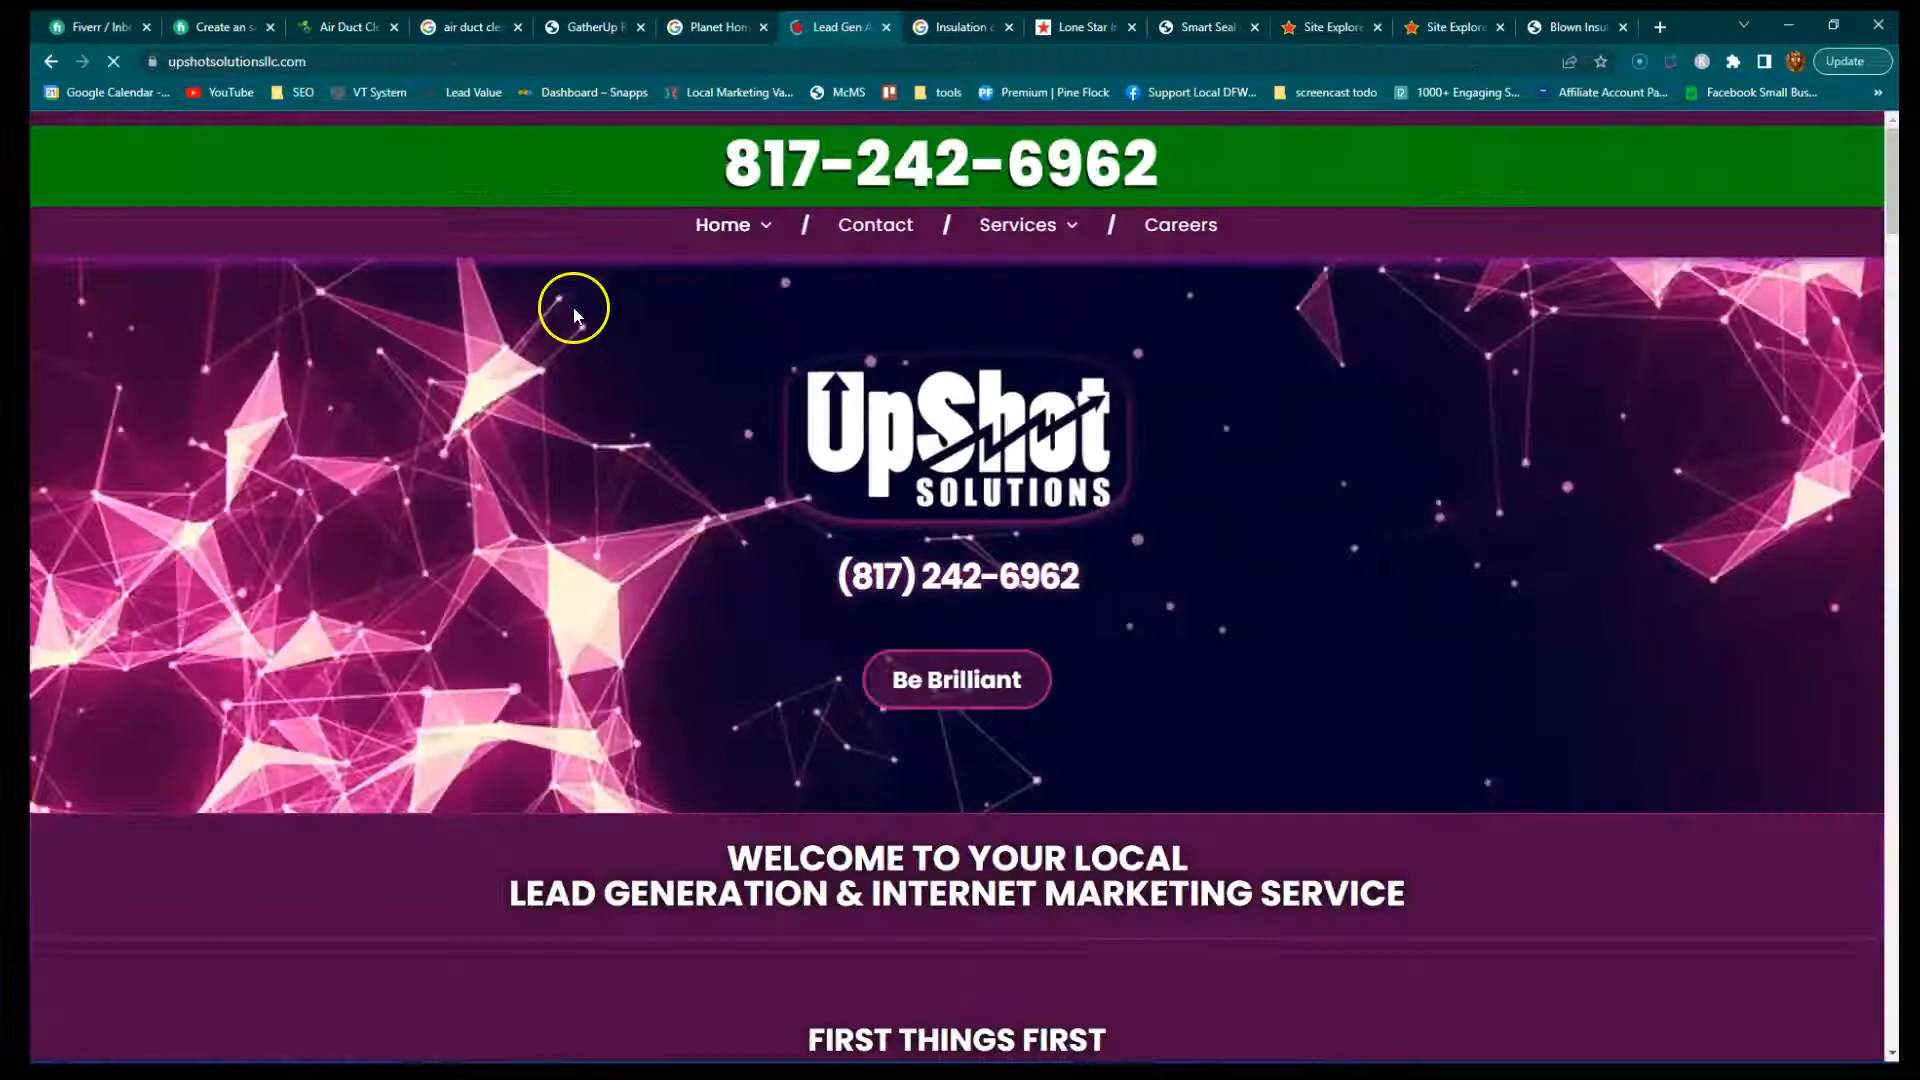 Fiverr / Inb
Create an s
Air Duct Cl
air duct cle
GatherUp R
Planet Hom
Lead Gen A
Insulation c
Lone Star I
Smart Seal
Site Explore
Site Explore
Blown Insu
upshotsolutionsllc.com
Update
Google Calendar -...
YouTube
SEO
VT System
Lead Value
Dashboard – Snapps
Local Marketing Va...
McMS
tools
PF Premium | Pine Flock
Support Local DFW...
screencast todo
1000+ Engaging S...
Affiliate Account Pa...
Facebook Small Bus...
»
817-242-6962
Home / Contact / Services / Careers
UpShot
SOLUTIONS
(817) 242-6962
Be Brilliant
WELCOME TO YOUR LOCAL
LEAD GENERATION & INTERNET MARKETING SERVICE
FIRST THINGS FIRST